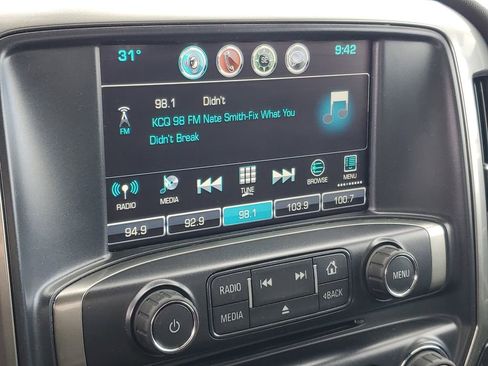 31°
9:42
98.1 Didn't
KCQ 98 FM Nate Smith-Fix What You
Didn't Break
FM
RADIO
MEDIA
TUNE
BROWSE
MENU
94.9
92.9
98.1
103.9
100.7
RADIO
MENU
MEDIA
BACK